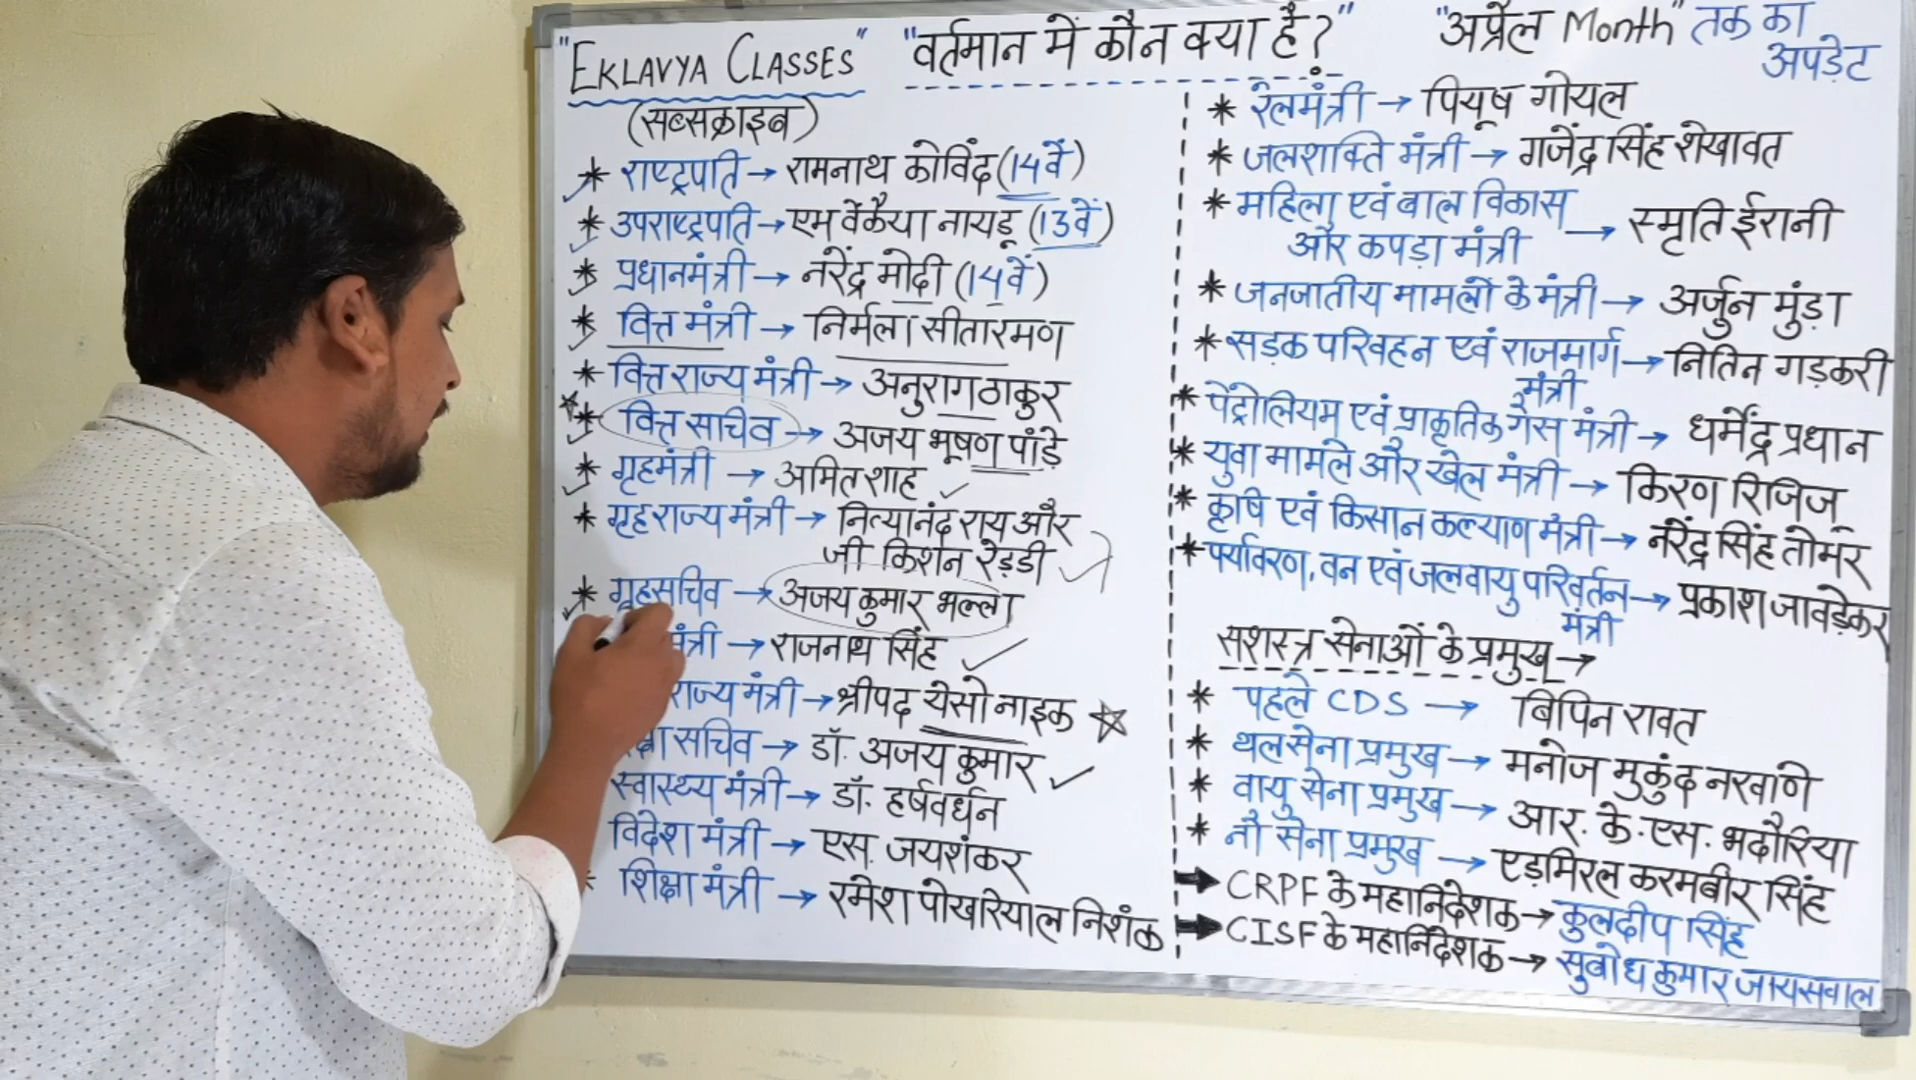 "EKLAVYA CLASSES" "वर्तमान में कौन क्या है?" "अप्रैल Month" तक का
अपडेट
(सब्सक्राइब)
* राष्ट्रपति → रामनाथ कोविंद (14वें)
* उपराष्ट्रपति → एम वेंकैया नायडू (13वें)
* प्रधानमंत्री → नरेंद्र मोदी (14वें)
* वित्त मंत्री → निर्मला सीतारमण
* वित्त राज्य मंत्री → अनुराग ठाकुर
* वित्त सचिव → अजय भूषण पांडे
* गृहमंत्री → अमित शाह
* गृह राज्य मंत्री → नित्यानंद राय और
जी किशन रेड्डी
* गृहसचिव → अजय कुमार भल्ला
मंत्री → राजनाथ सिंह
राज्य मंत्री → श्रीपद येसो नाइक
सचिव → डॉ. अजय कुमार
स्वास्थ्य मंत्री → डॉ. हर्षवर्धन
विदेश मंत्री → एस. जयशंकर
शिक्षा मंत्री → रमेश पोखरियाल निशंक
* रेलमंत्री → पियूष गोयल
* जलशक्ति मंत्री → गजेंद्र सिंह शेखावत
* महिला एवं बाल विकास
और कपड़ा मंत्री → स्मृति ईरानी
* जनजातीय मामलों के मंत्री → अर्जुन मुंडा
* सड़क परिवहन एवं राजमार्ग → नितिन गड़करी
मंत्री
* पेट्रोलियम एवं प्राकृतिक गैस मंत्री → धर्मेंद्र प्रधान
* युवा मामले और खेल मंत्री → किरण रिजिजू
* कृषि एवं किसान कल्याण मंत्री → नरेंद्र सिंह तोमर
* पर्यावरण, वन एवं जलवायु परिवर्तन → प्रकाश जावड़ेकर
मंत्री
सशस्त्र सेनाओं के प्रमुख →
* पहले CDS → बिपिन रावत
* थलसेना प्रमुख → मनोज मुकुंद नरवाणे
* वायु सेना प्रमुख → आर. के. एस. भदौरिया
* नौ सेना प्रमुख → एडमिरल करमबीर सिंह
→ CRPF के महानिदेशक → कुलदीप सिंह
→ CISF के महानिदेशक → सुबोध कुमार जायसवाल